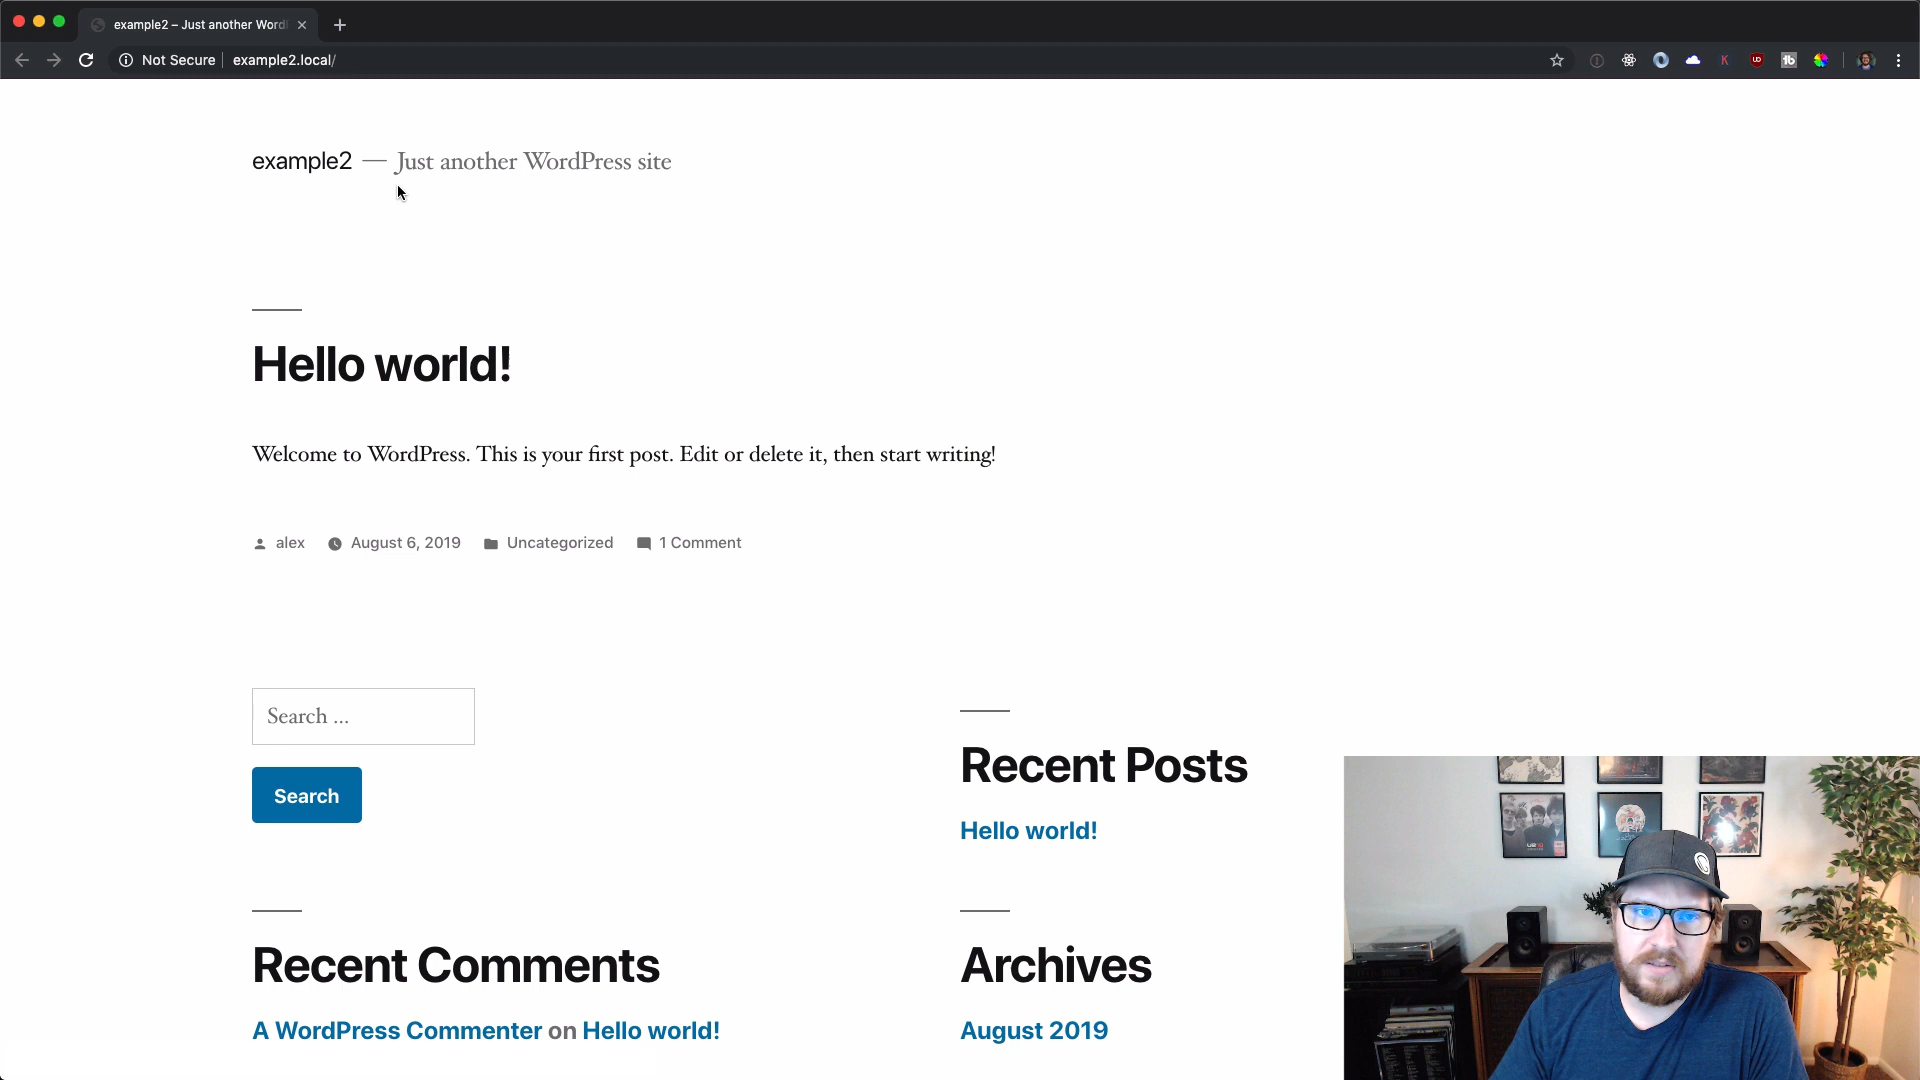 example2 – Just another Word
Not Secure
example2.local/
example2 — Just another WordPress site
Hello world!
Welcome to WordPress. This is your first post. Edit or delete it, then start writing!
alex August 6, 2019 Uncategorized 1 Comment
Search ...
Search
Recent Posts
Hello world!
Recent Comments
A WordPress Commenter on Hello world!
Archives
August 2019